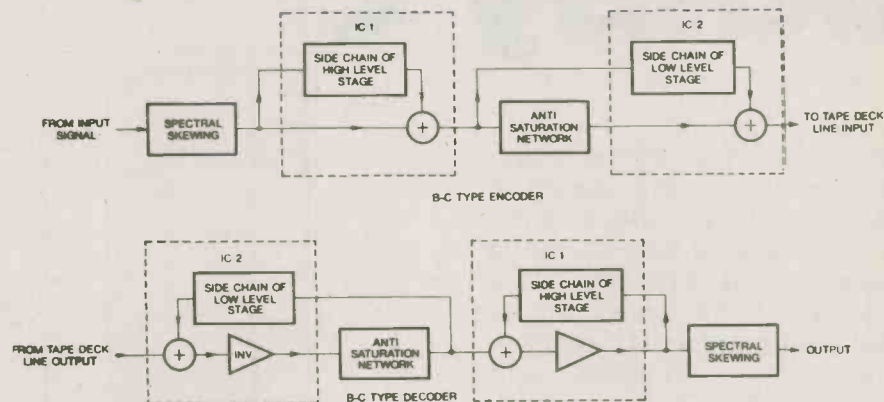 IC 1
SIDE CHAIN OF
HIGH LEVEL
STAGE
IC 2
SIDE CHAIN OF
LOW LEVEL
STAGE
FROM INPUT
SIGNAL
SPECTRAL
SKEWING
+
ANTI
SATURATION
NETWORK
+
TO TAPE DECK
LINE INPUT
B-C TYPE ENCODER
IC 2
SIDE CHAIN OF
LOW LEVEL
STAGE
IC 1
SIDE CHAIN OF
HIGH LEVEL
STAGE
FROM TAPE DECK
LINE OUTPUT
+
INV
ANTI
SATURATION
NETWORK
+
SPECTRAL
SKEWING
OUTPUT
B-C TYPE DECODER